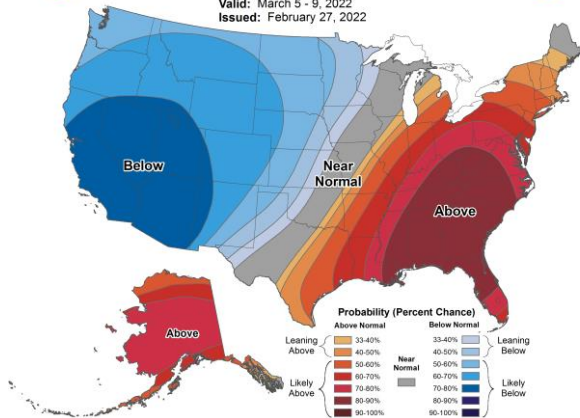 Valid: March 5 - 9, 2022
Issued: February 27, 2022
Below
Near
Normal
Above
Above
Probability (Percent Chance)
Above Normal
Below Normal
Leaning
Above
33-40%
40-50%
Likely
Above
50-60%
60-70%
70-80%
80-90%
90-100%
Near
Normal
33-40%
40-50%
Leaning
Below
50-60%
60-70%
70-80%
80-90%
90-100%
Likely
Below